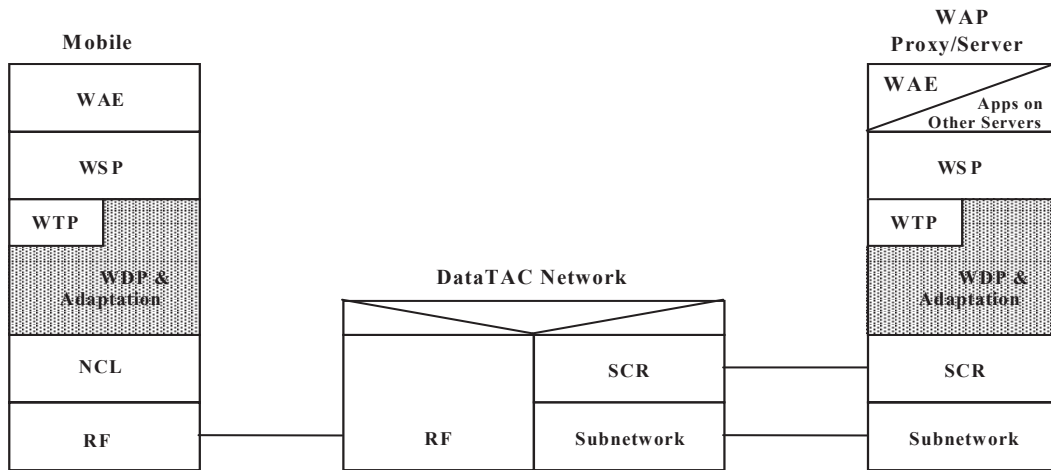 Mobile
WAE
WSP
WTP
WDP &
Adaptation
NCL
RF
DataTAC Network
SCR
RF
Subnetwork
WAP
Proxy/Server
WAE
Apps on
Other Servers
WSP
WTP
WDP &
Adaptation
SCR
Subnetwork